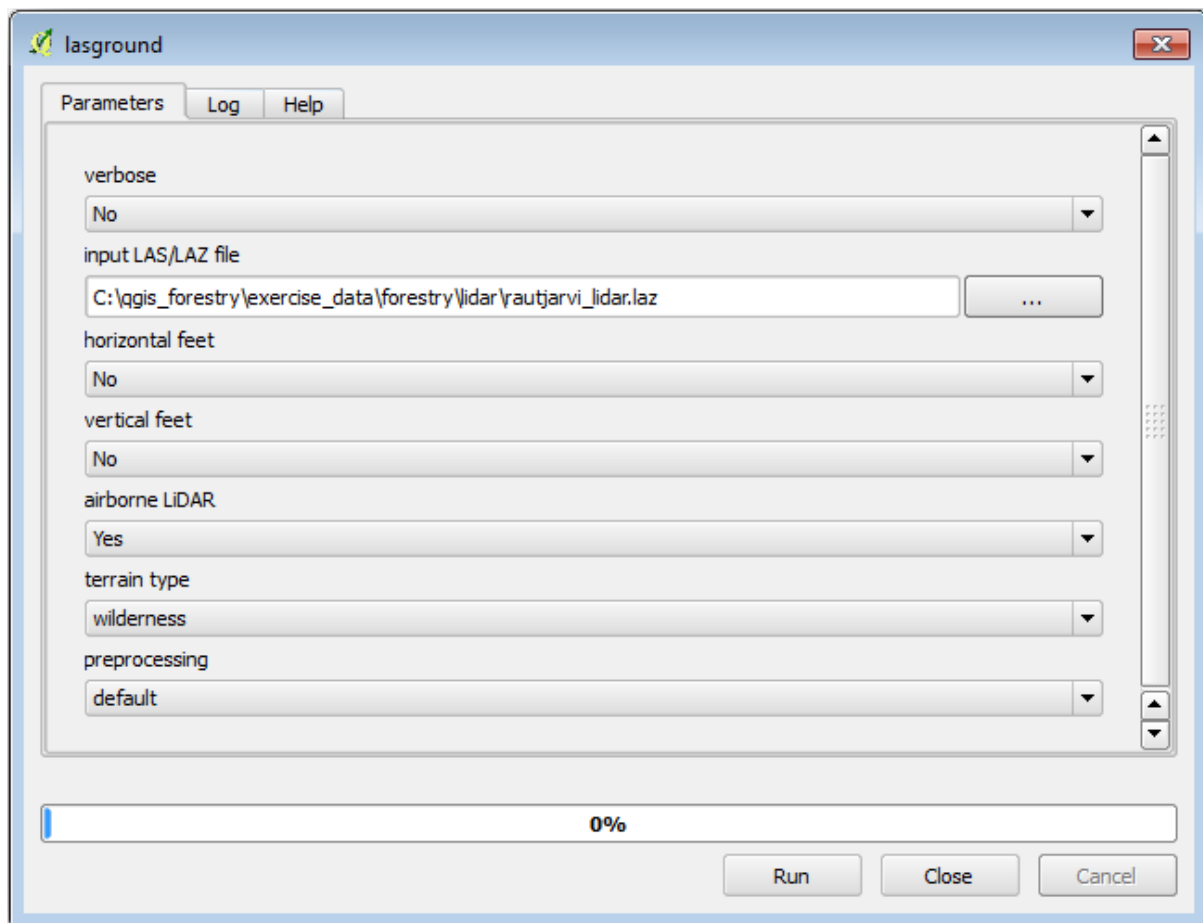 lasground
Parameters Log Help
verbose
No
input LAS/LAZ file
C:\qgis_forestry\exercise_data\forestry\lidar\rautjarvi_lidar.laz ...
horizontal feet
No
vertical feet
No
airborne LiDAR
Yes
terrain type
wilderness
preprocessing
default
0%
Run Close Cancel